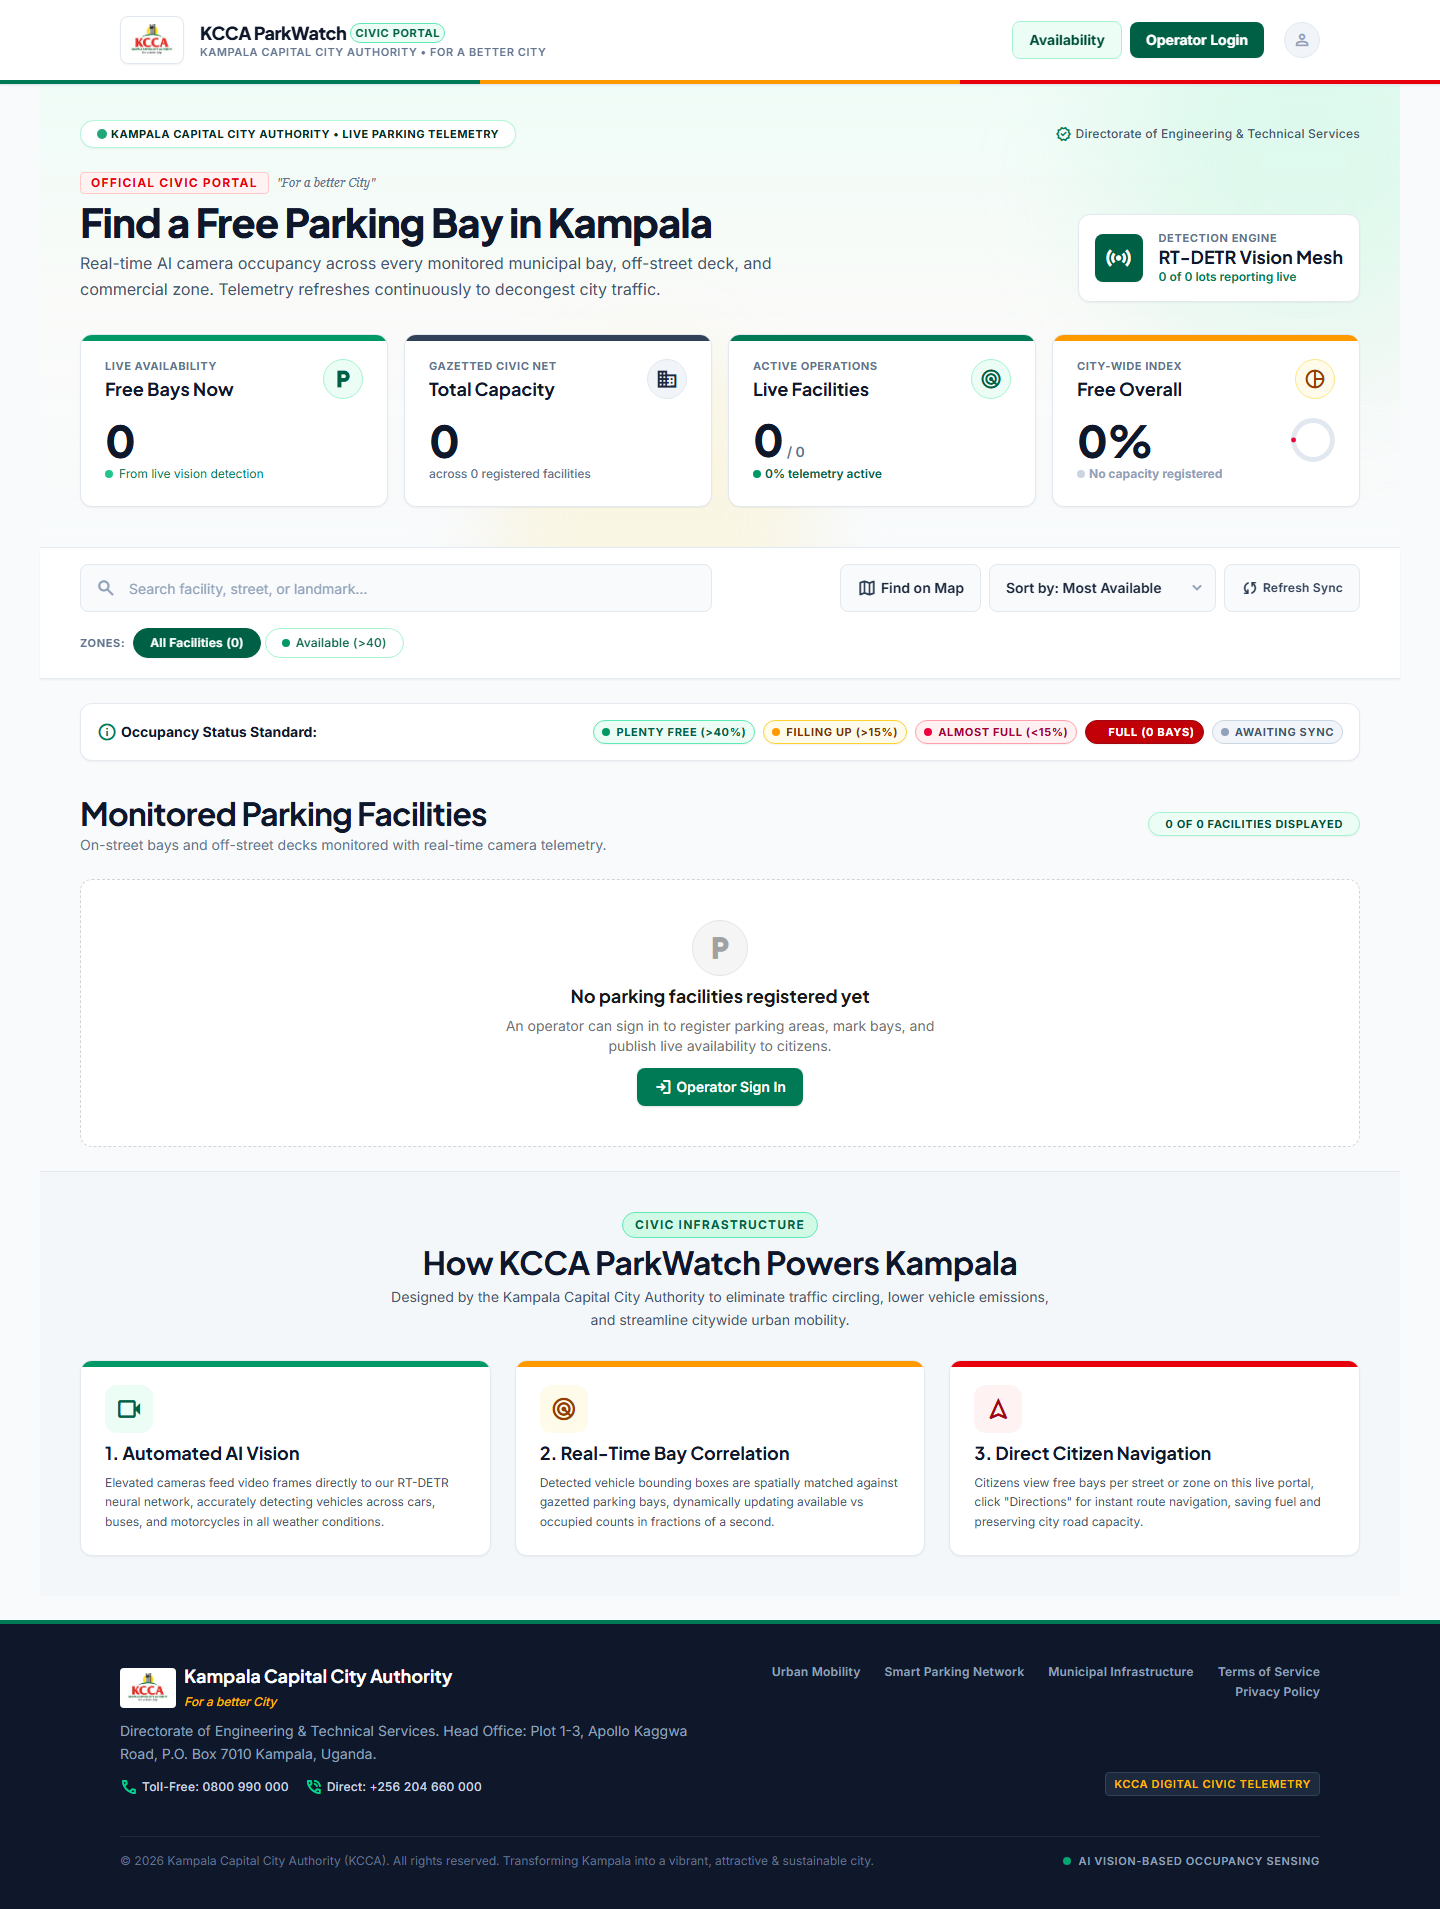 KCCA
KCCA ParkWatch CIVIC PORTAL
KAMPALA CAPITAL CITY AUTHORITY • FOR A BETTER CITY
Availability
Operator Login
KAMPALA CAPITAL CITY AUTHORITY • LIVE PARKING TELEMETRY
Directorate of Engineering & Technical Services
OFFICIAL CIVIC PORTAL "For a better City"
Find a Free Parking Bay in Kampala
Real-time AI camera occupancy across every monitored municipal bay, off-street deck, and
commercial zone. Telemetry refreshes continuously to decongest city traffic.
DETECTION ENGINE
RT-DETR Vision Mesh
0 of 0 lots reporting live
LIVE AVAILABILITY
Free Bays Now
P
0
From live vision detection
GAZETTED CIVIC NET
Total Capacity
0
across 0 registered facilities
ACTIVE OPERATIONS
Live Facilities
0 / 0
0% telemetry active
CITY-WIDE INDEX
Free Overall
0%
No capacity registered
Search facility, street, or landmark...
Find on Map
Sort by: Most Available
Refresh Sync
ZONES:
All Facilities (0)
Available (>40)
Occupancy Status Standard:
PLENTY FREE (>40%)
FILLING UP (>15%)
ALMOST FULL (<15%)
FULL (0 BAYS)
AWAITING SYNC
Monitored Parking Facilities
On-street bays and off-street decks monitored with real-time camera telemetry.
0 OF 0 FACILITIES DISPLAYED
P
No parking facilities registered yet
An operator can sign in to register parking areas, mark bays, and
publish live availability to citizens.
Operator Sign In
CIVIC INFRASTRUCTURE
How KCCA ParkWatch Powers Kampala
Designed by the Kampala Capital City Authority to eliminate traffic circling, lower vehicle emissions,
and streamline citywide urban mobility.
1. Automated AI Vision
Elevated cameras feed video frames directly to our RT-DETR
neural network, accurately detecting vehicles across cars,
buses, and motorcycles in all weather conditions.
2. Real-Time Bay Correlation
Detected vehicle bounding boxes are spatially matched against
gazetted parking bays, dynamically updating available vs
occupied counts in fractions of a second.
3. Direct Citizen Navigation
Citizens view free bays per street or zone on this live portal,
click "Directions" for instant route navigation, saving fuel and
preserving city road capacity.
KCCA
Kampala Capital City Authority
For a better City
Directorate of Engineering & Technical Services. Head Office: Plot 1-3, Apollo Kaggwa
Road, P.O. Box 7010 Kampala, Uganda.
Toll-Free: 0800 990 000
Direct: +256 204 660 000
Urban Mobility
Smart Parking Network
Municipal Infrastructure
Terms of Service
Privacy Policy
KCCA DIGITAL CIVIC TELEMETRY
© 2026 Kampala Capital City Authority (KCCA). All rights reserved. Transforming Kampala into a vibrant, attractive & sustainable city.
AI VISION-BASED OCCUPANCY SENSING